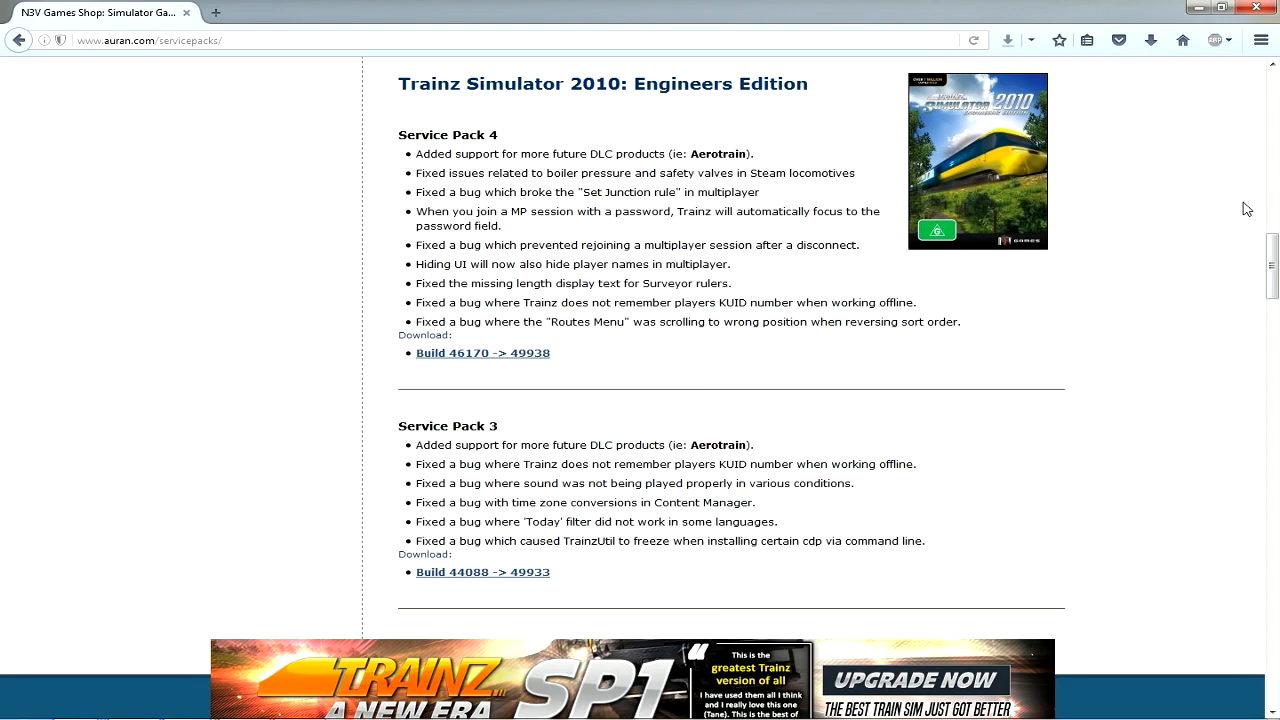 N3V Games Shop: Simulator Ga...
www.auran.com/servicepacks/
ABP
Trainz Simulator 2010: Engineers Edition
SIMULATOR 2010
ENGINEERS EDITION
G
GAMES
Service Pack 4
Added support for more future DLC products (ie: Aerotrain).
Fixed issues related to boiler pressure and safety valves in Steam locomotives
Fixed a bug which broke the "Set Junction rule" in multiplayer
When you join a MP session with a password, Trainz will automatically focus to the
password field.
Fixed a bug which prevented rejoining a multiplayer session after a disconnect.
Hiding UI will now also hide player names in multiplayer.
Fixed the missing length display text for Surveyor rulers.
Fixed a bug where Trainz does not remember players KUID number when working offline.
Fixed a bug where the "Routes Menu" was scrolling to wrong position when reversing sort order.
Download:
Build 46170 -> 49938
Service Pack 3
Added support for more future DLC products (ie: Aerotrain).
Fixed a bug where Trainz does not remember players KUID number when working offline.
Fixed a bug where sound was not being played properly in various conditions.
Fixed a bug with time zone conversions in Content Manager.
Fixed a bug where 'Today' filter did not work in some languages.
Fixed a bug which caused TrainzUtil to freeze when installing certain cdp via command line.
Download:
Build 44088 -> 49933
TRAINZ
A NEW ERA
SP1
"This is the
greatest Trainz
version of all
I have used them all I think
and I really love this one
(Tane). This is the best of
UPGRADE NOW
THE BEST TRAIN SIM JUST GOT BETTER